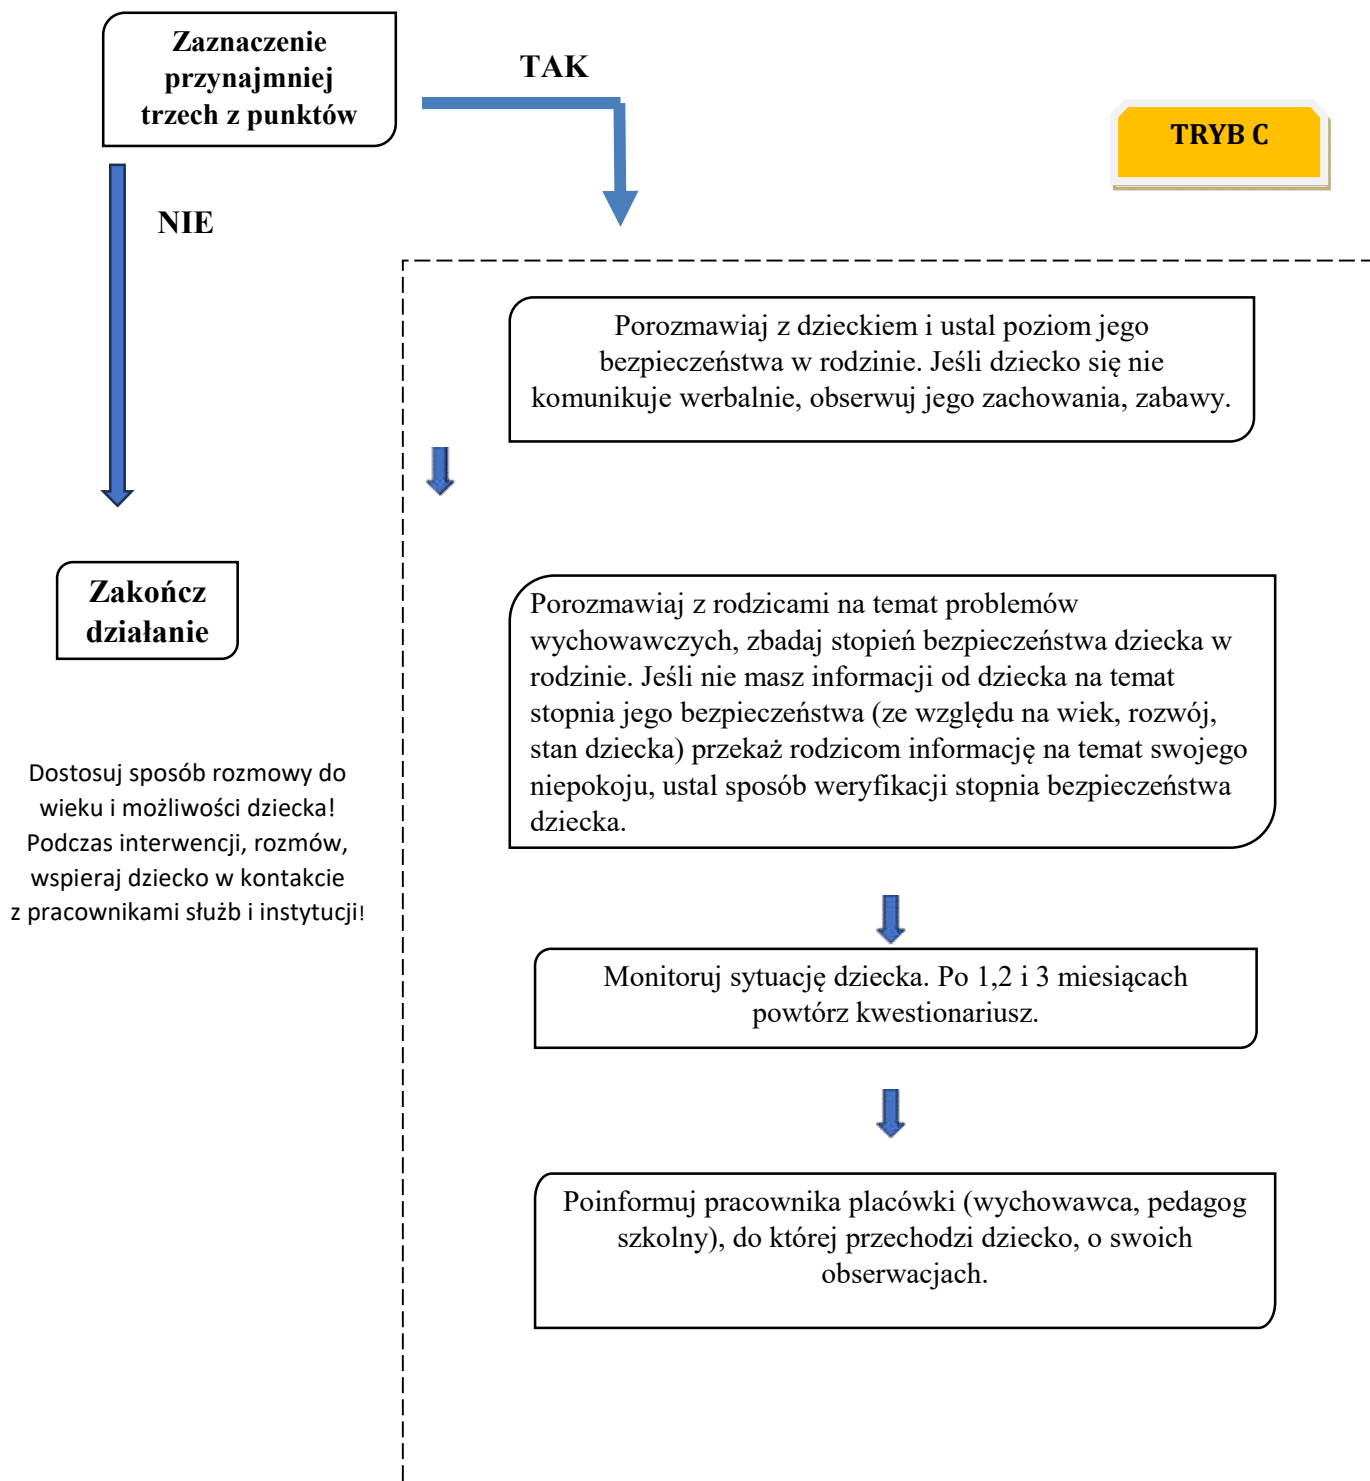 Zaznaczenie
przynajmniej
trzech z punktów
TAK
TRYB C
NIE
Porozmawiaj z dzieckiem i ustal poziom jego
bezpieczeństwa w rodzinie. Jeśli dziecko się nie
komunikuje werbalnie, obserwuj jego zachowania, zabawy.
Zakończ
działanie
Porozmawiaj z rodzicami na temat problemów
wychowawczych, zbadaj stopień bezpieczeństwa dziecka w
rodzinie. Jeśli nie masz informacji od dziecka na temat
stopnia jego bezpieczeństwa (ze względu na wiek, rozwój,
stan dziecka) przekaż rodzicom informację na temat swojego
niepokoju, ustal sposób weryfikacji stopnia bezpieczeństwa
dziecka.
Dostosuj sposób rozmowy do
wieku i możliwości dziecka!
Podczas interwencji, rozmów,
wspieraj dziecko w kontakcie
z pracownikami służb i instytucji!
Monitoruj sytuację dziecka. Po 1,2 i 3 miesiącach
powtórz kwestionariusz.
Poinformuj pracownika placówki (wychowawca, pedagog
szkolny), do której przechodzi dziecko, o swoich
obserwacjach.